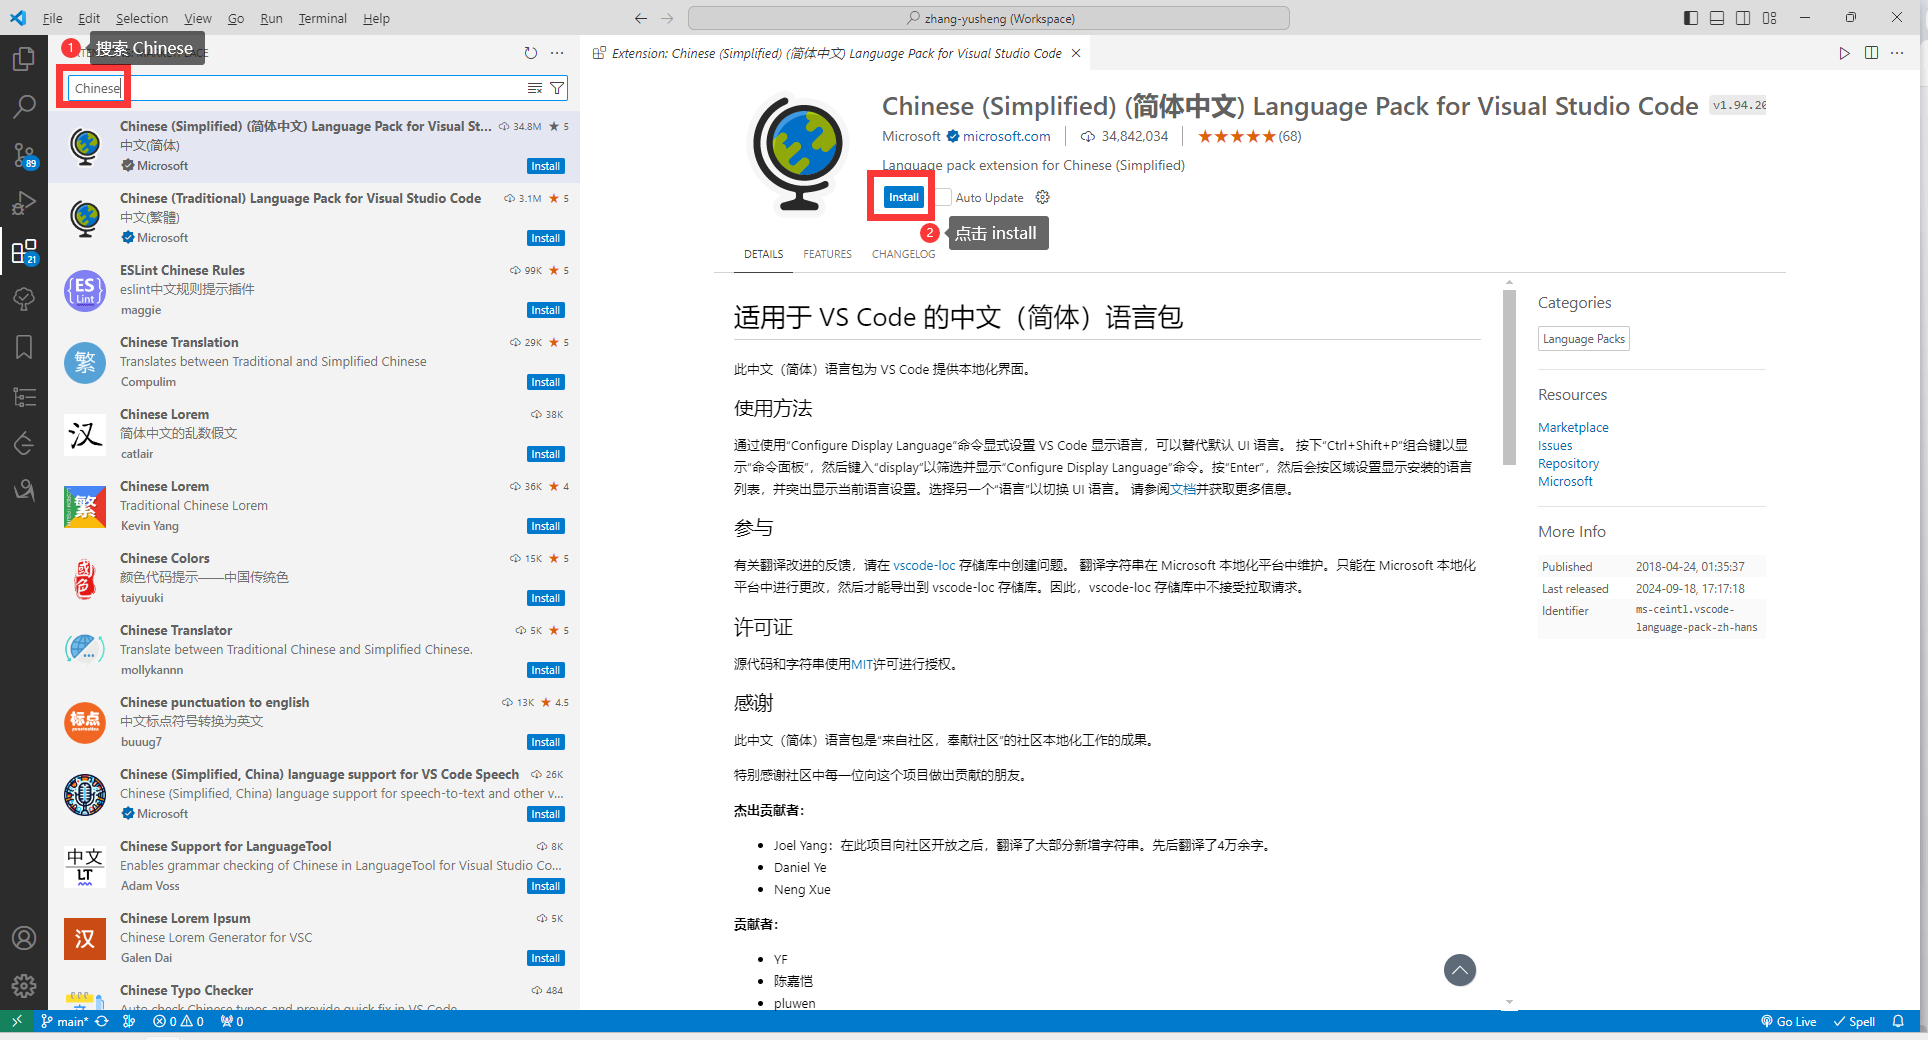 File Edit Selection View Go Run Terminal Help
zhang-yusheng (Workspace)
1 搜索 Chinese
Chinese
Chinese (Simplified) (简体中文) Language Pack for Visual St... 34.8M ★ 5
中文(简体)
Microsoft Install
Chinese (Traditional) Language Pack for Visual Studio Code 3.1M ★ 5
中文(繁體)
Microsoft Install
ESLint Chinese Rules 99K ★ 5
eslint中文规则提示插件
maggie Install
ES
Lint
Chinese Translation 29K ★ 5
Translates between Traditional and Simplified Chinese
Compulim Install
繁
Chinese Lorem 38K
简体中文的乱数假文
catlair Install
汉
Chinese Lorem 36K ★ 4
Traditional Chinese Lorem
Kevin Yang Install
繁
Chinese Colors 15K ★ 5
颜色代码提示——中国传统色
taiyuuki Install
國色
Chinese Translator 5K ★ 5
Translate between Traditional Chinese and Simplified Chinese.
mollykannn Install
Chinese punctuation to english 13K ★ 4.5
中文标点符号转换为英文
buuug7 Install
标点
Chinese (Simplified, China) language support for VS Code Speech 26K
Chinese (Simplified, China) language support for speech-to-text and other v...
Microsoft Install
Chinese Support for LanguageTool 8K
Enables grammar checking of Chinese in LanguageTool for Visual Studio Co...
Adam Voss Install
中文
LT
Chinese Lorem Ipsum 5K
Chinese Lorem Generator for VSC
Galen Dai Install
汉
Chinese Typo Checker 484
Auto check Chinese typos and provide quick fix in VS Code
89
21
Extension: Chinese (Simplified) (简体中文) Language Pack for Visual Studio Code
Chinese (Simplified) (简体中文) Language Pack for Visual Studio Code v1.94.20
Microsoft microsoft.com 34,842,034 ★★★★★(68)
Language pack extension for Chinese (Simplified)
Install Auto Update
2 点击 install
DETAILS FEATURES CHANGELOG
适用于 VS Code 的中文（简体）语言包
此中文（简体）语言包为 VS Code 提供本地化界面。
使用方法
通过使用“Configure Display Language”命令显式设置 VS Code 显示语言，可以替代默认 UI 语言。 按下“Ctrl+Shift+P”组合键以显
示“命令面板”，然后键入“display”以筛选并显示“Configure Display Language”命令。按“Enter”，然后会按区域设置显示安装的语言
列表，并突出显示当前语言设置。选择另一个“语言”以切换 UI 语言。 请参阅文档并获取更多信息。
参与
有关翻译改进的反馈，请在 vscode-loc 存储库中创建问题。 翻译字符串在 Microsoft 本地化平台中维护。只能在 Microsoft 本地化
平台中进行更改，然后才能导出到 vscode-loc 存储库。因此，vscode-loc 存储库中不接受拉取请求。
许可证
源代码和字符串使用MIT许可进行授权。
感谢
此中文（简体）语言包是“来自社区，奉献社区”的社区本地化工作的成果。
特别感谢社区中每一位向这个项目做出贡献的朋友。
杰出贡献者：
• Joel Yang：在此项目向社区开放之后，翻译了大部分新增字符串。先后翻译了4万余字。
• Daniel Ye
• Neng Xue
贡献者：
• YF
• 陈嘉恺
• pluwen
Categories
Language Packs
Resources
Marketplace
Issues
Repository
Microsoft
More Info
Published 2018-04-24, 01:35:37
Last released 2024-09-18, 17:17:18
Identifier ms-ceintl.vscode-
language-pack-zh-hans
main* 0 0 0 Go Live Spell